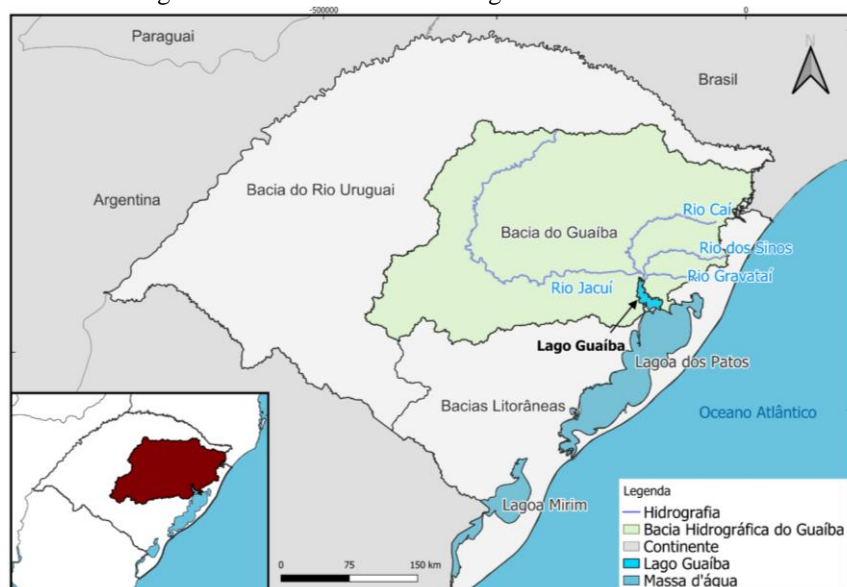 -500000
0
Paraguai
Brasil
N
Argentina
Bacia do Rio Uruguai
Rio Caí
Bacia do Guaíba
Rio dos Sinos
Rio Gravataí
Rio Jacuí
Lago Guaíba
Lagoa dos Patos
Bacias Litorâneas
Oceano Atlântico
Lagoa Mirim
Legenda
Hidrografia
Bacia Hidrográfica do Guaíba
Continente
Lago Guaíba
Massa d'água
0 75 150 km